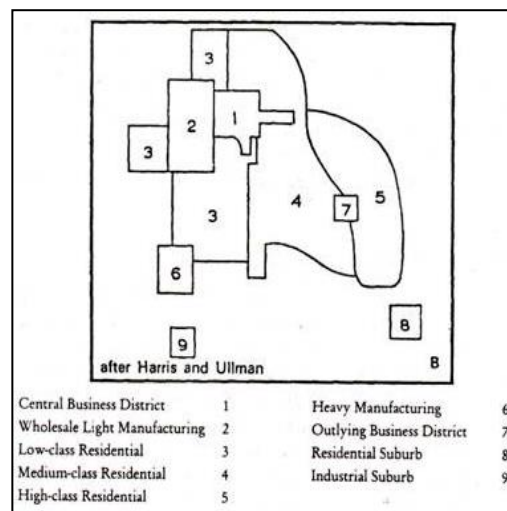 3
1
2
3
4
5
3
7
6
8
9
after Harris and Ullman B
Central Business District 1
Wholesale Light Manufacturing 2
Low-class Residential 3
Medium-class Residential 4
High-class Residential 5
Heavy Manufacturing 6
Outlying Business District 7
Residential Suburb 8
Industrial Suburb 9